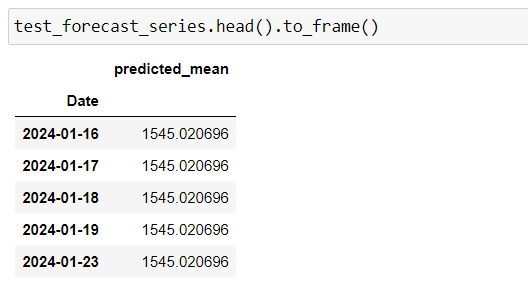 test_forecast_series.head().to_frame()
predicted_mean
Date
2024-01-16 1545.020696
2024-01-17 1545.020696
2024-01-18 1545.020696
2024-01-19 1545.020696
2024-01-23 1545.020696